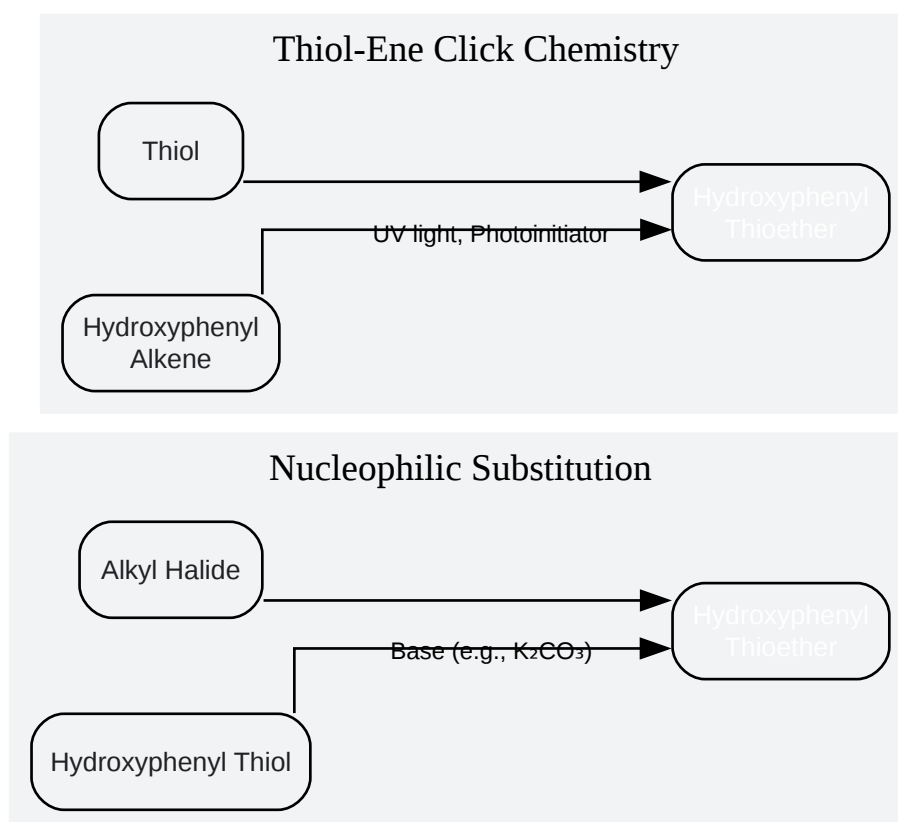 Thiol-Ene Click Chemistry
Thiol
Hydroxyphenyl
Thioether
UV light, Photoinitiator
Hydroxyphenyl
Alkene
Nucleophilic Substitution
Alkyl Halide
Hydroxyphenyl
Thioether
Base (e.g., K₂CO₃)
Hydroxyphenyl Thiol